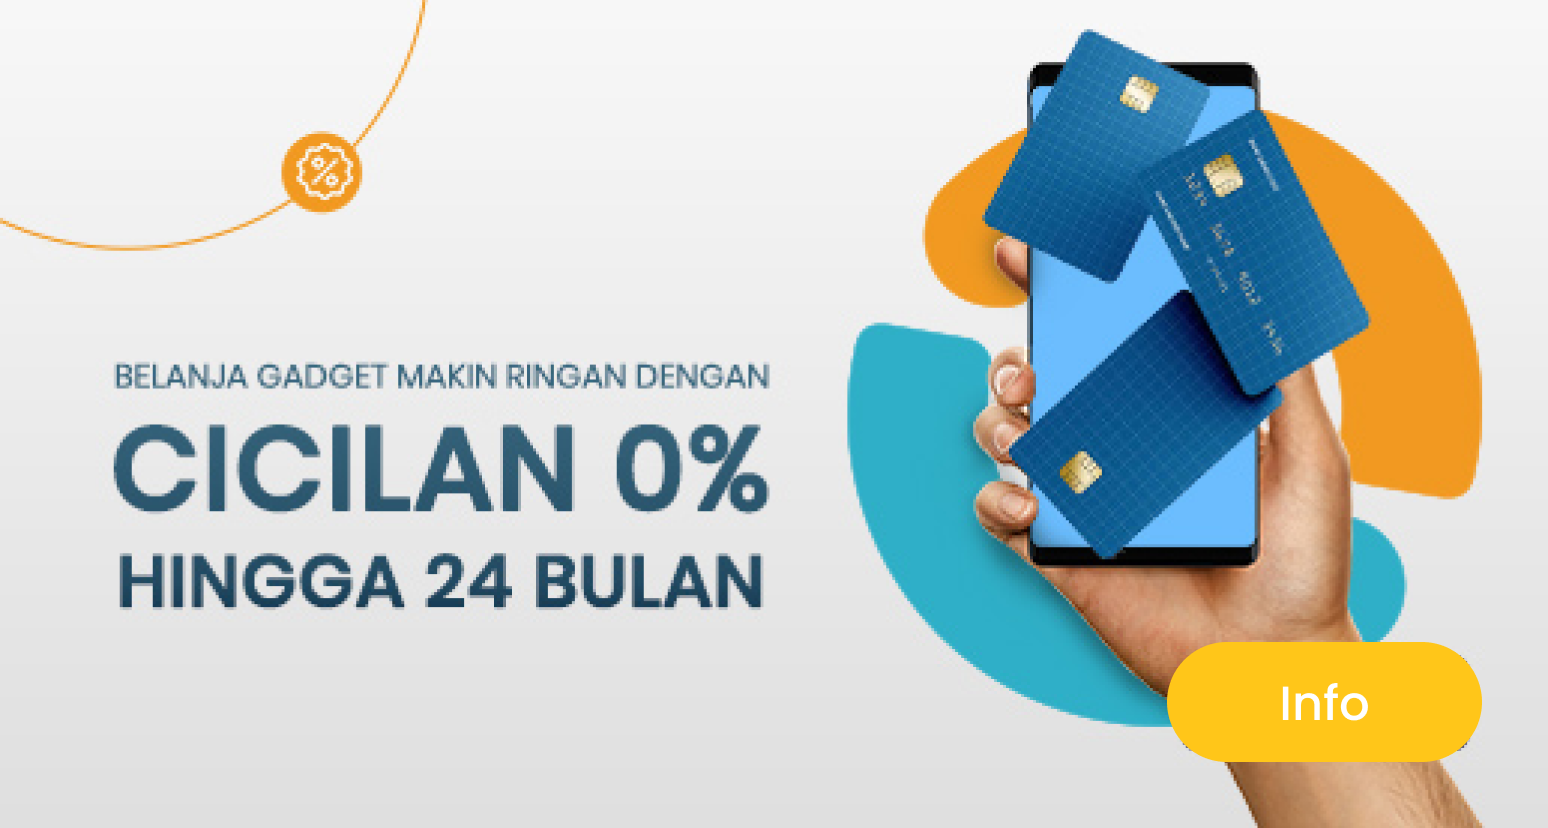 BELANJA GADGET MAKIN RINGAN DENGAN
CICILAN 0%
HINGGA 24 BULAN
%
Info